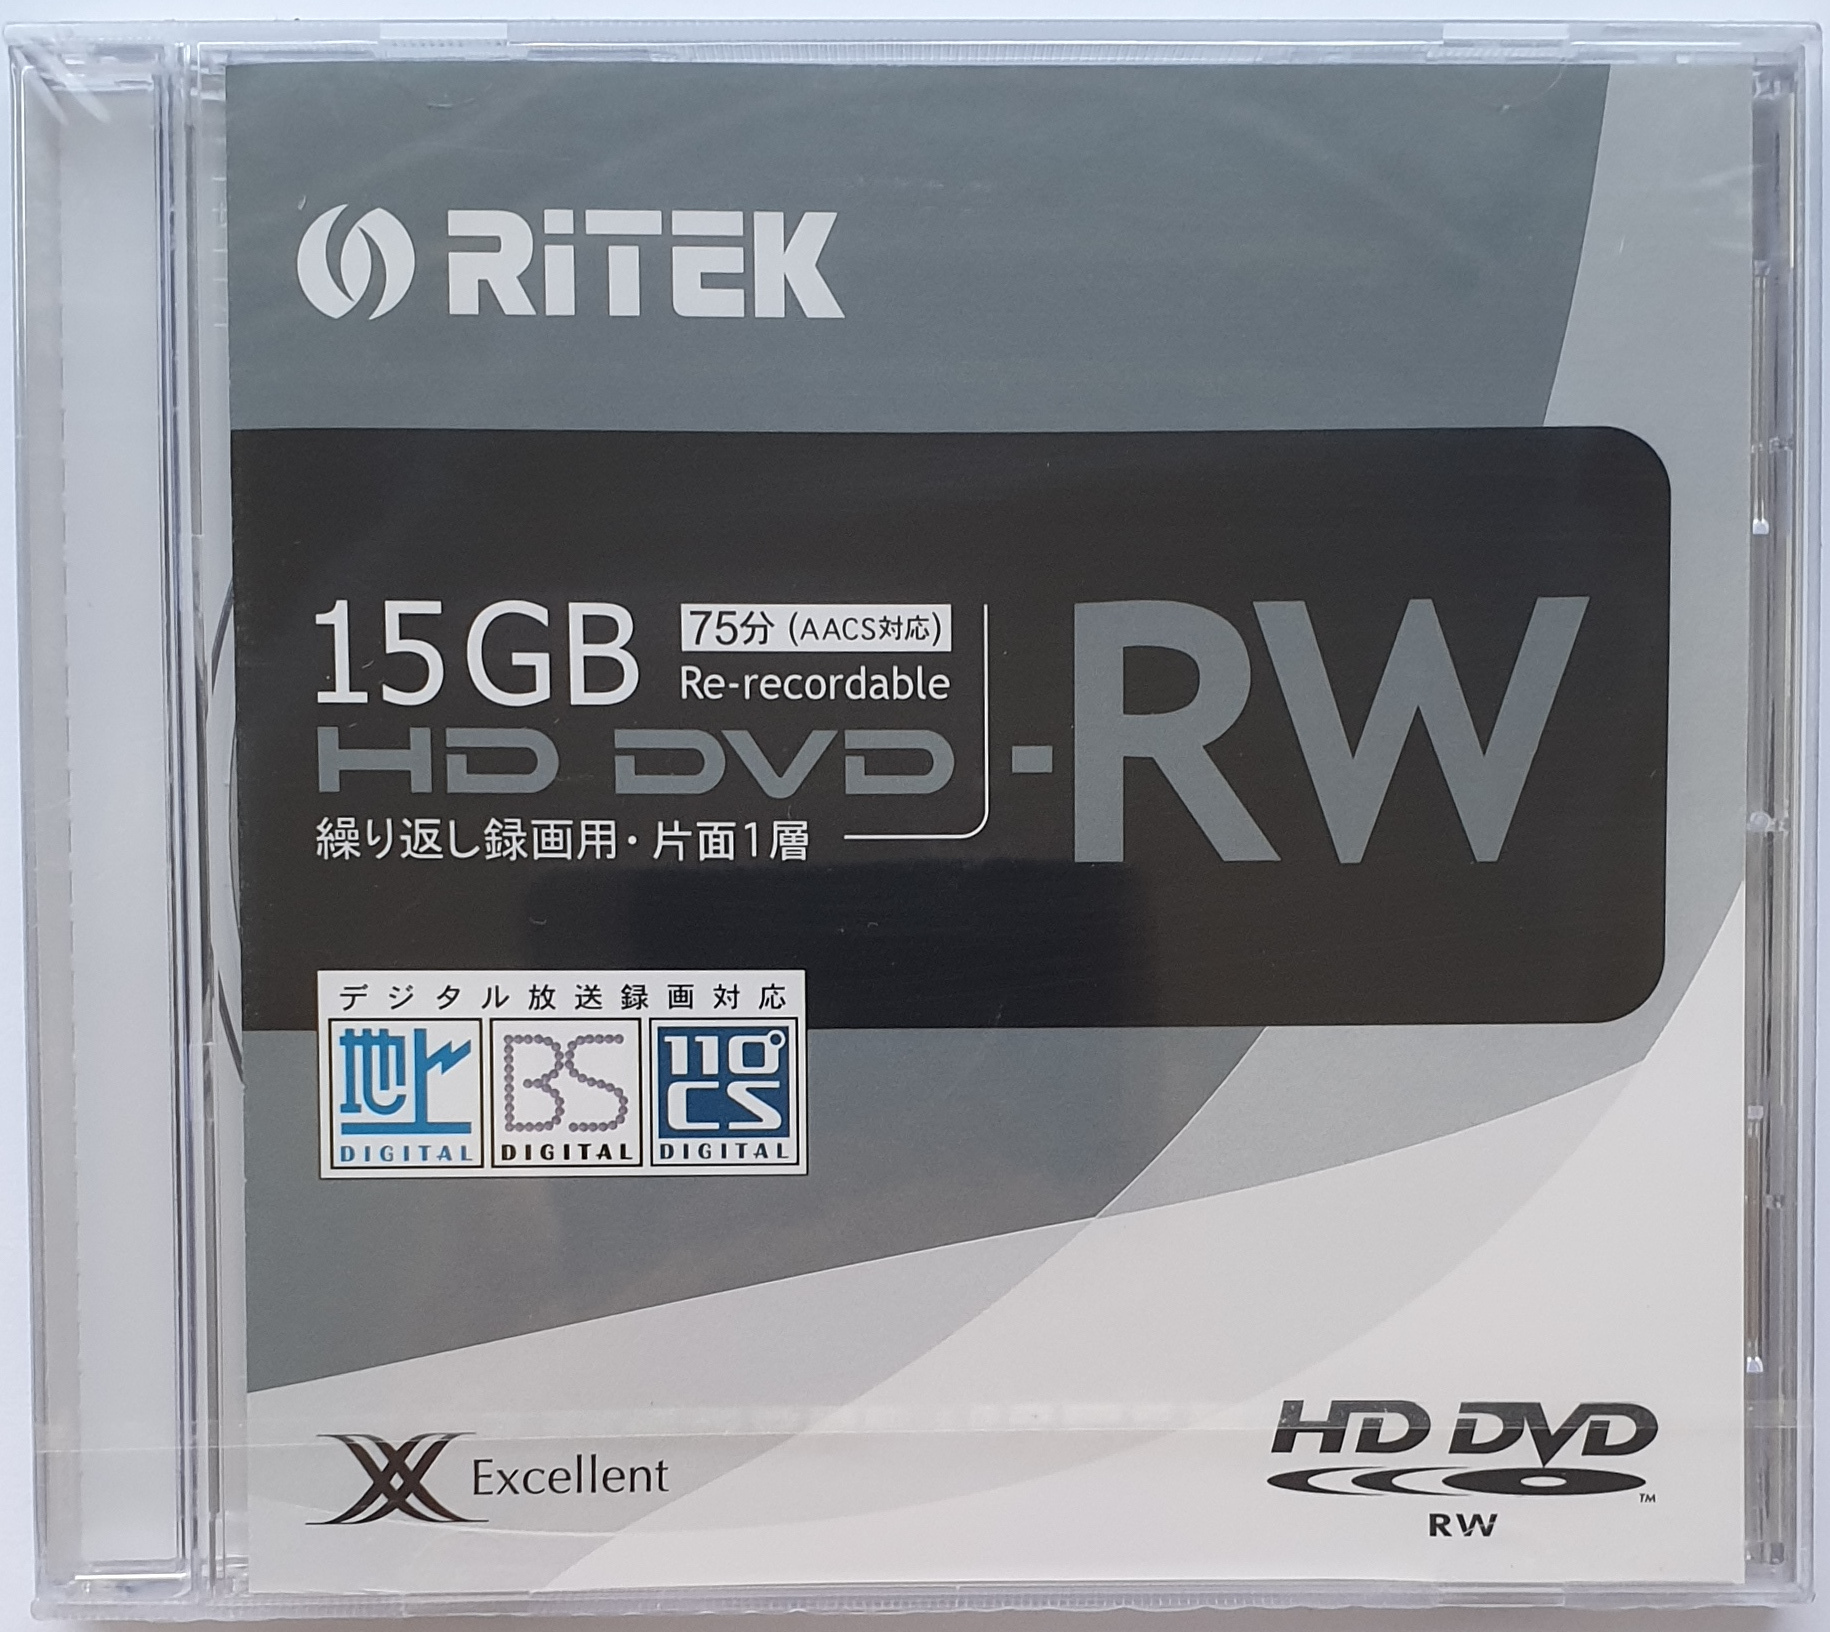 RiTEK
15GB
75分 (AACS対応)
Re-recordable
HD DVD
-RW
繰り返し録画用・片面1層
デジタル放送録画対応
地上
DIGITAL
BS
DIGITAL
110°
CS
DIGITAL
Excellent
HD DVD
TM
RW